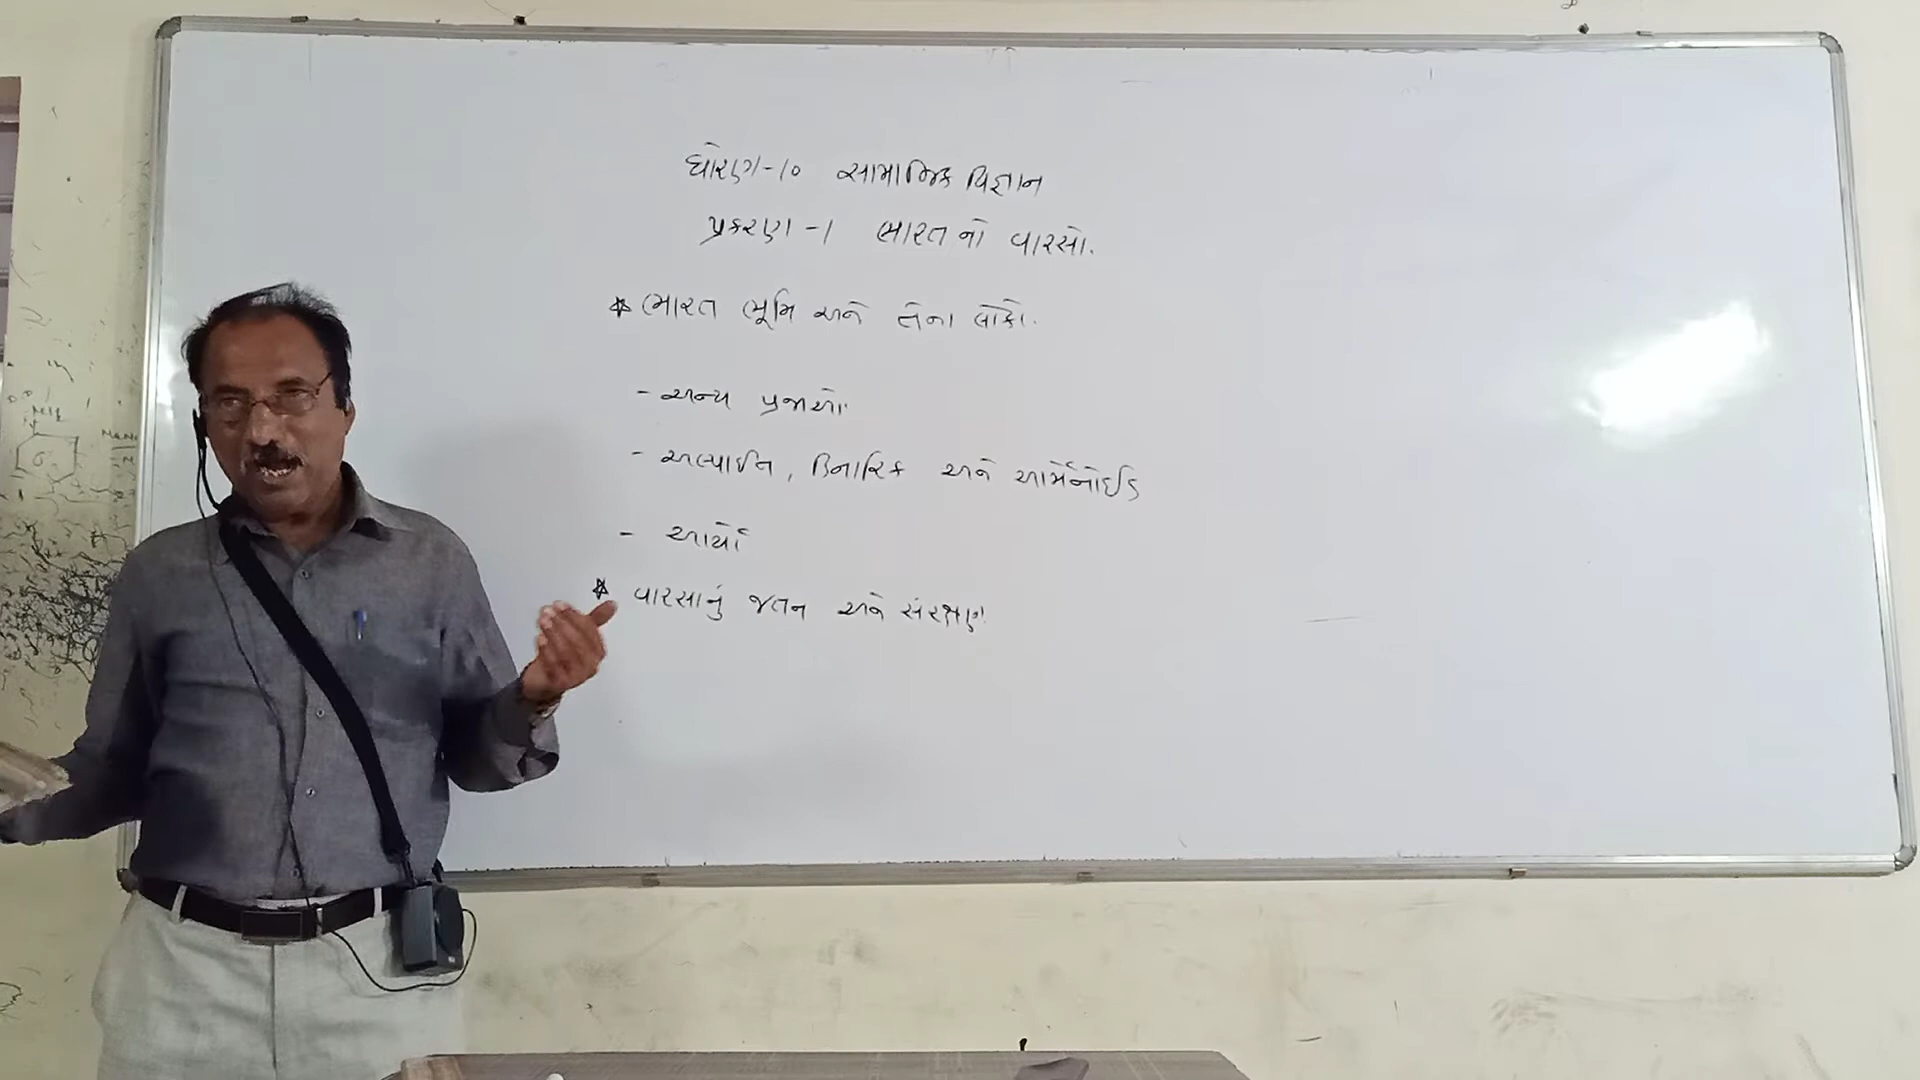 ધોરણ-10 સામાજિક વિજ્ઞાન
પ્રકરણ-1 ભારતનો વારસો.
* ભારત ભૂમિ અને તેના લોકો.
- અન્ય પ્રજાઓ
- અલ્પાઈન, ડિનારિક અને આર્મેનોઈડ
- આર્યો
* વારસાનું જતન અને સંરક્ષણ